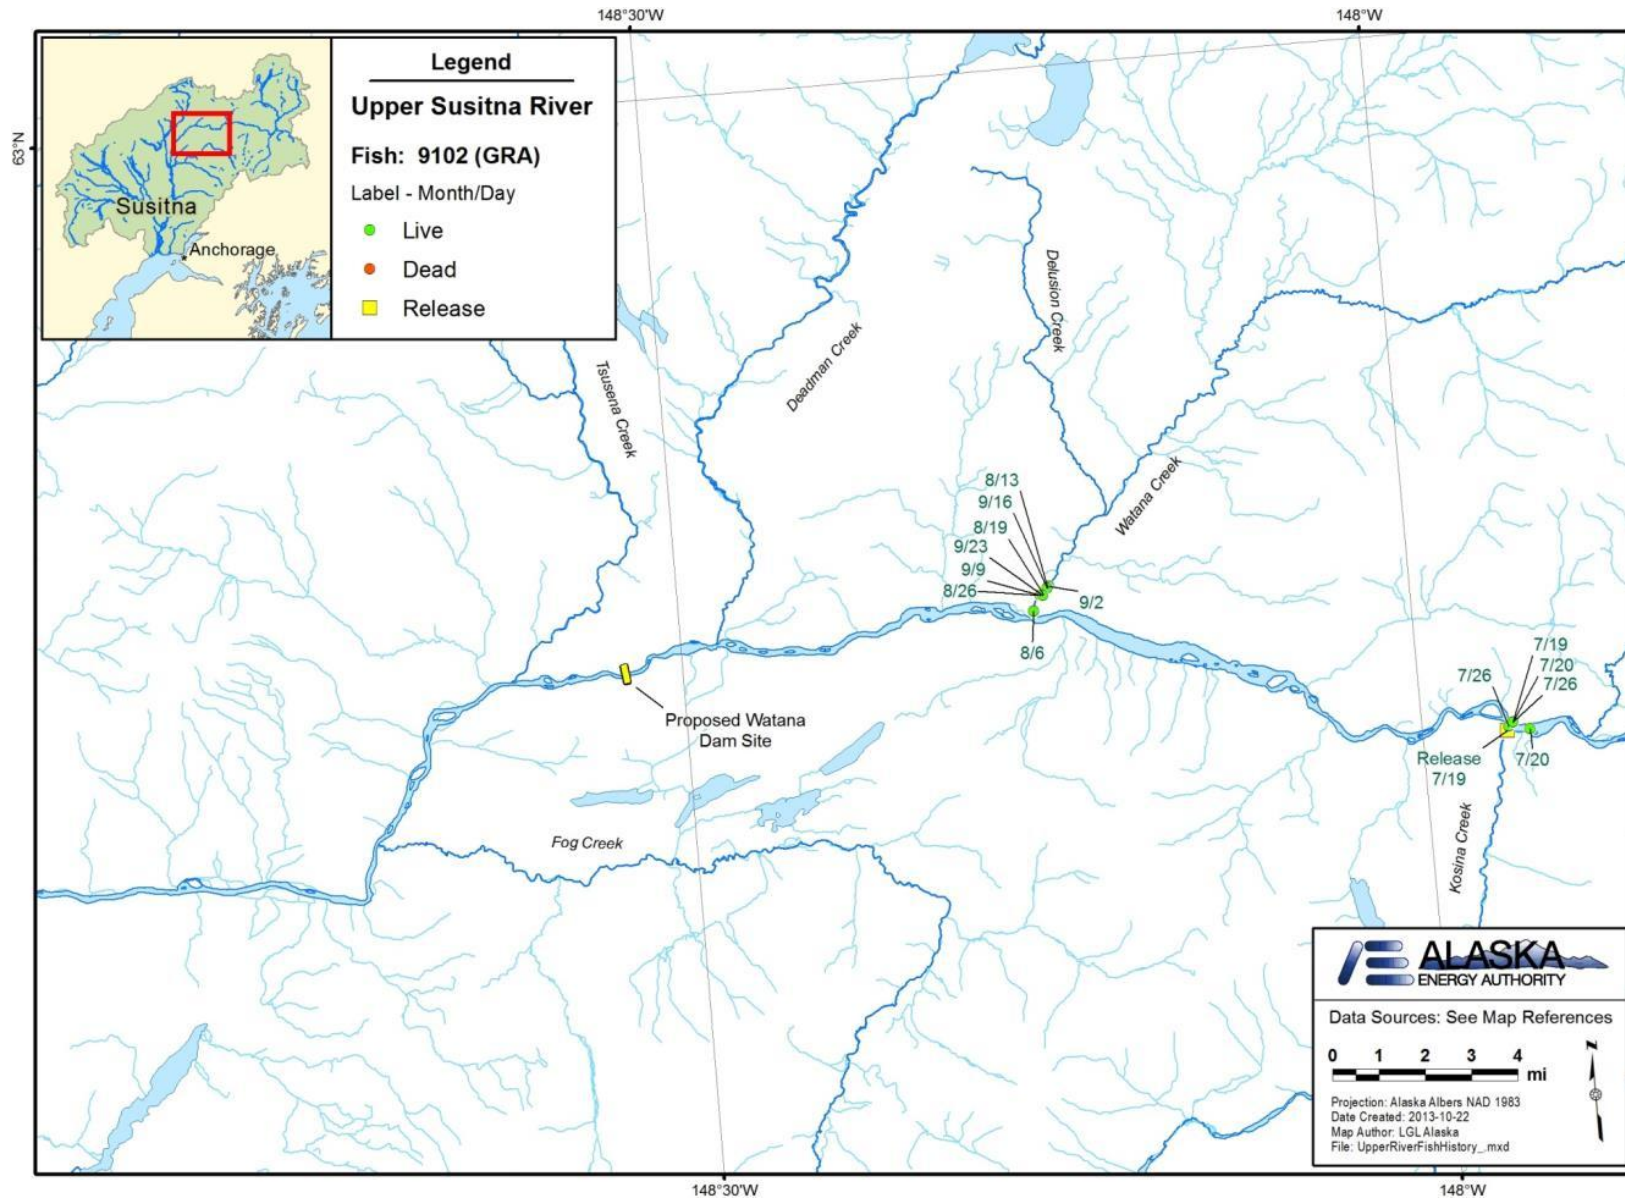 148°30'W
148°W
63°N
Susitna
Anchorage
Legend
Upper Susitna River
Fish: 9102 (GRA)
Label - Month/Day
Live
Dead
Release
Tsusena Creek
Deadman Creek
Delusion Creek
Watana Creek
8/13
9/16
8/19
9/23
9/9
8/26
9/2
8/6
7/19
7/20
7/26
7/26
Release
7/19
7/20
Proposed Watana
Dam Site
Fog Creek
Kosina Creek
ALASKA
ENERGY AUTHORITY
Data Sources: See Map References
0 1 2 3 4
mi
N
Projection: Alaska Albers NAD 1983
Date Created: 2013-10-22
Map Author: LGL Alaska
File: UpperRiverFishHistory_.mxd
148°30'W
148°W